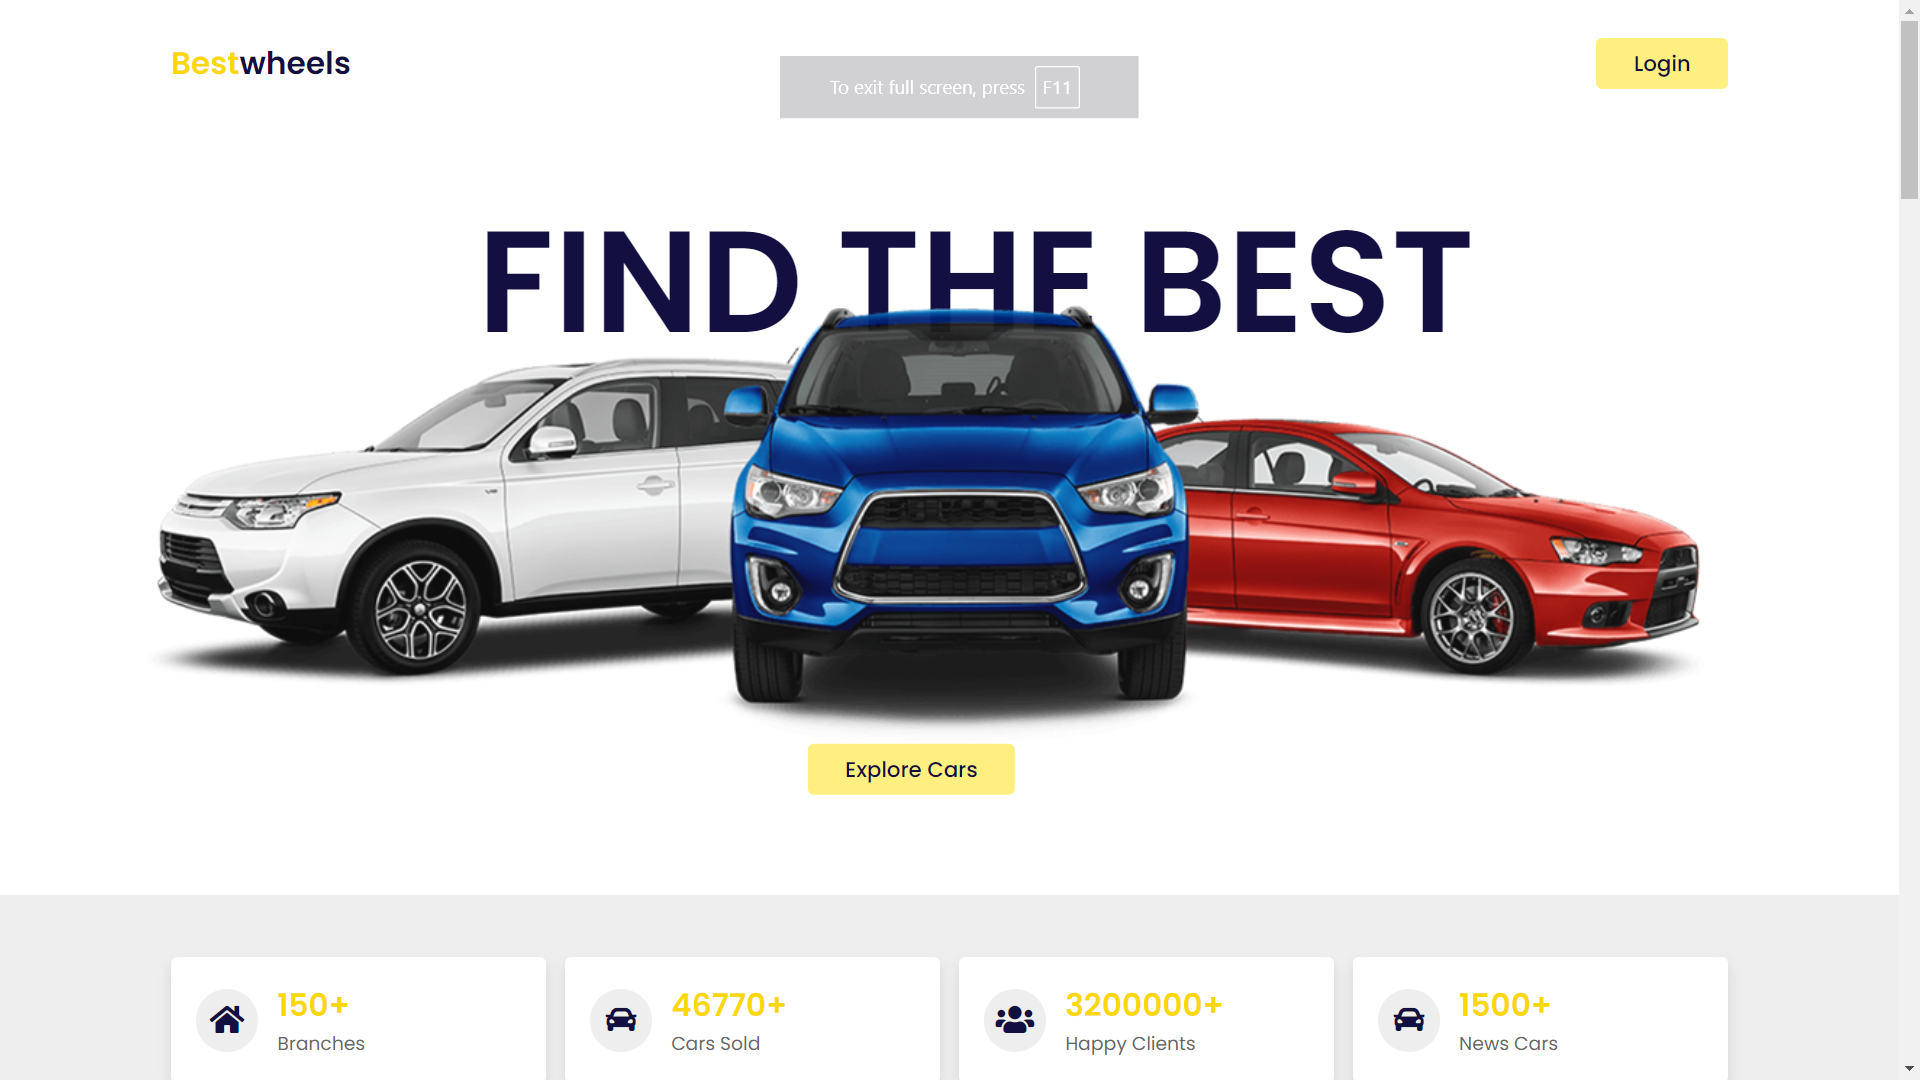 Bestwheels
To exit full screen, press F11
Login
FIND THE BEST
Explore Cars
150+
Branches
46770+
Cars Sold
3200000+
Happy Clients
1500+
News Cars